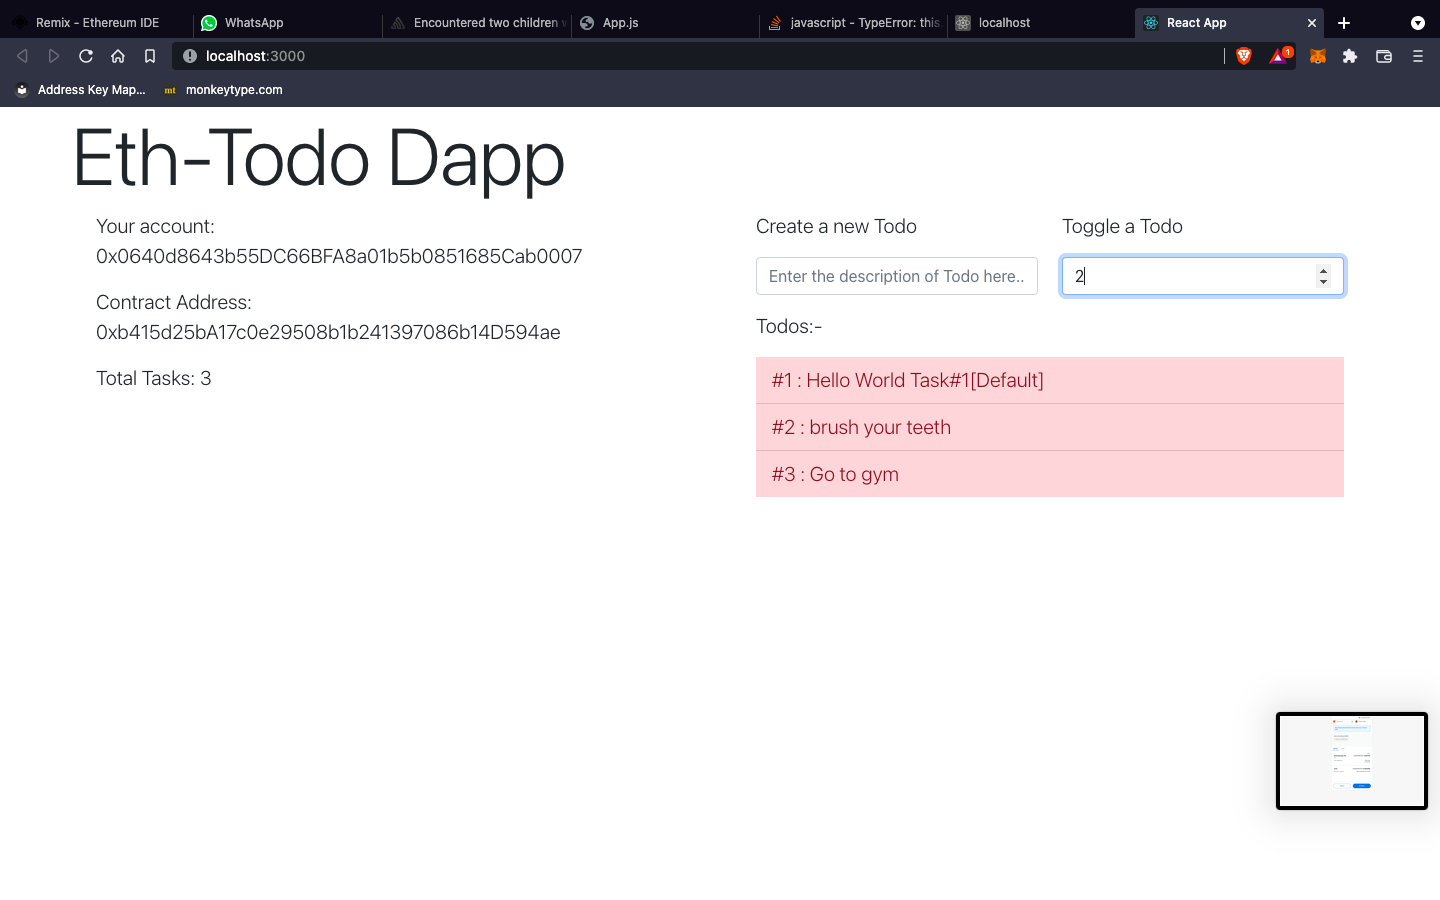 Remix - Ethereum IDE
WhatsApp
Encountered two children w
App.js
javascript - TypeError: this.
localhost
React App
localhost:3000
1
Address Key Map...
mt monkeytype.com
Eth-Todo Dapp
Your account:
0x0640d8643b55DC66BFA8a01b5b0851685Cab0007
Contract Address:
0xb415d25bA17c0e29508b1b241397086b14D594ae
Total Tasks: 3
Create a new Todo
Toggle a Todo
Enter the description of Todo here..
2
Todos:-
#1 : Hello World Task#1[Default]
#2 : brush your teeth
#3 : Go to gym